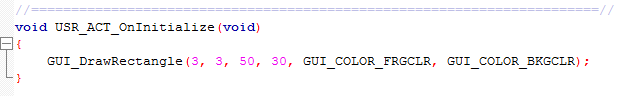 //=======================================================================//
void USR_ACT_OnInitialize(void)
{
GUI_DrawRectangle(3, 3, 50, 30, GUI_COLOR_FRGCLR, GUI_COLOR_BKGCLR);
}